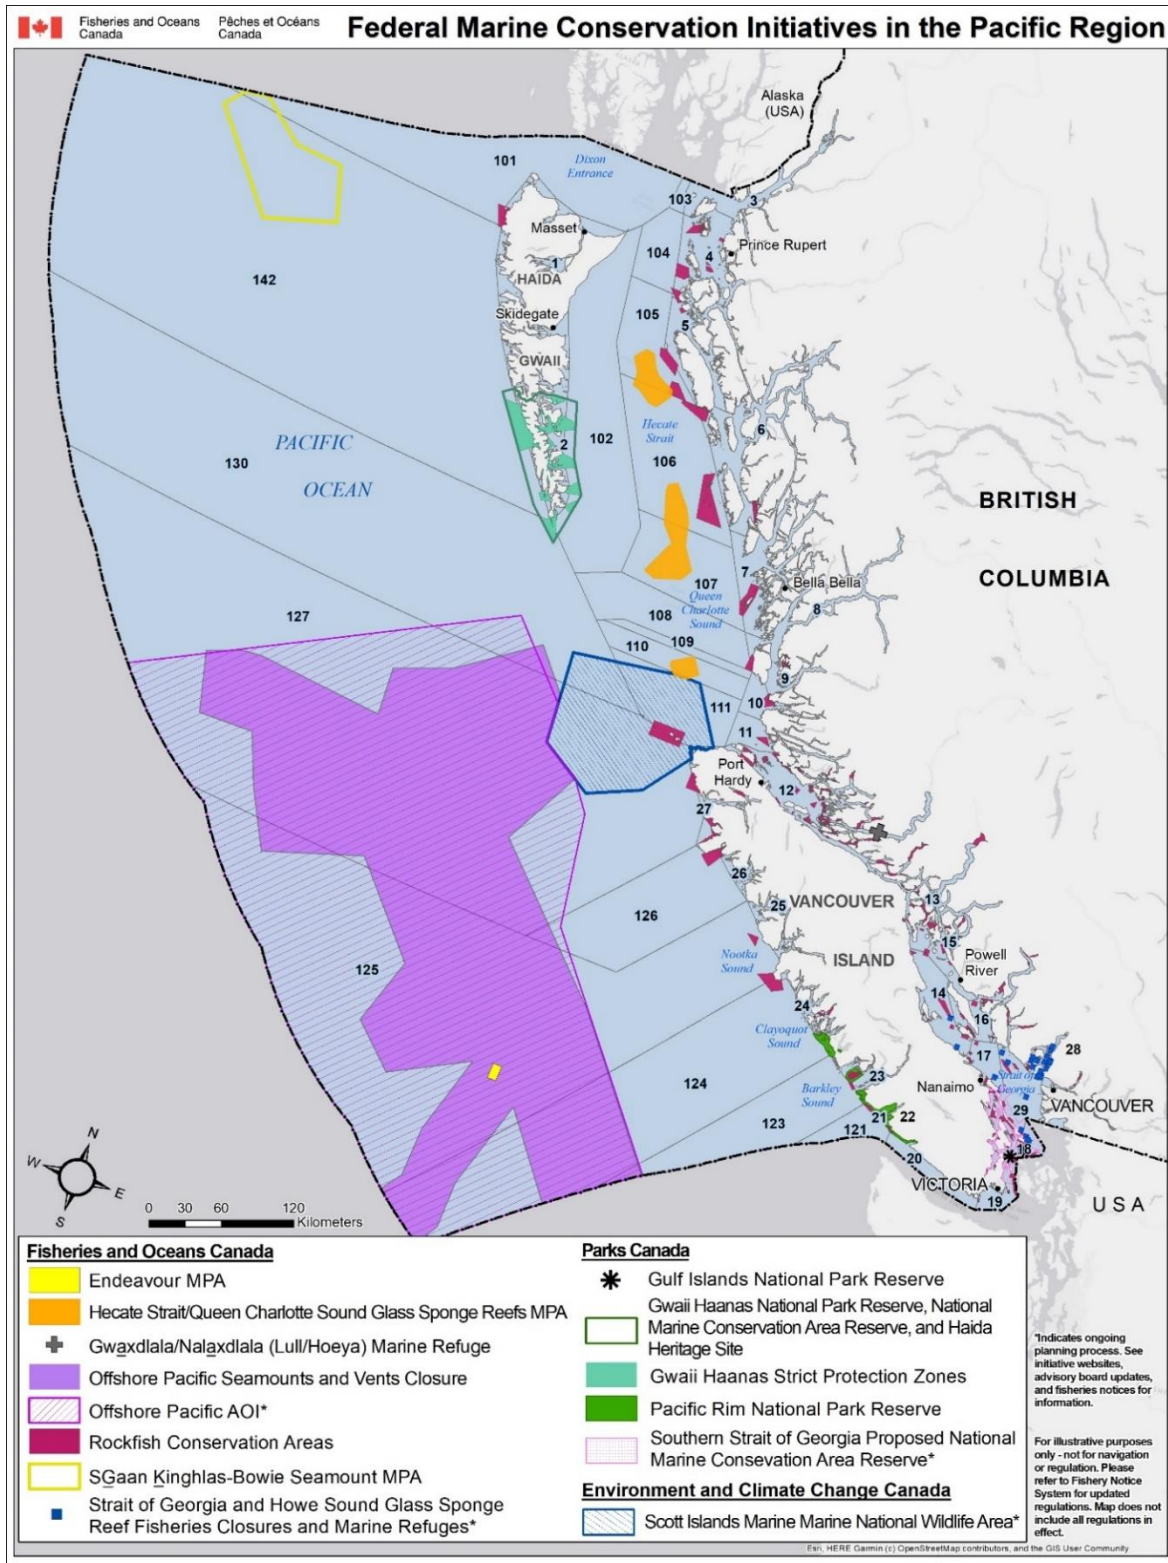 Fisheries and Oceans
Canada
Pêches et Océans
Canada
Federal Marine Conservation Initiatives in the Pacific Region
Alaska
(USA)
101
Dixon
Entrance
103
3
Masset
104
4
Prince Rupert
1
HAIDA
142
105
5
Skidegate
GWAII
6
Hecate
Strait
2
102
PACIFIC
OCEAN
130
106
BRITISH
COLUMBIA
7
107
Bella Bella
Queen
Charlotte
Sound
8
127
108
109
110
9
111
10
11
Port
Hardy
12
27
26
VANCOUVER
ISLAND
13
126
25
15
Powell
River
Nootka
Sound
125
14
24
16
Clayoquot
Sound
17
28
Strait of
Georgia
124
23
Nanaimo
Barkley
Sound
29
VANCOUVER
123
21
22
121
18
20
VICTORIA
19
USA
N
W
E
S
0 30 60 120
Kilometers
Fisheries and Oceans Canada
Endeavour MPA
Hecate Strait/Queen Charlotte Sound Glass Sponge Reefs MPA
Gwaxdlala/Nalaxdlala (Lull/Hoeya) Marine Refuge
Offshore Pacific Seamounts and Vents Closure
Offshore Pacific AOI*
Rockfish Conservation Areas
SGaan Kinghlas-Bowie Seamount MPA
Strait of Georgia and Howe Sound Glass Sponge
Reef Fisheries Closures and Marine Refuges*
Parks Canada
Gulf Islands National Park Reserve
Gwaii Haanas National Park Reserve, National
Marine Conservation Area Reserve, and Haida
Heritage Site
Gwaii Haanas Strict Protection Zones
Pacific Rim National Park Reserve
Southern Strait of Georgia Proposed National
Marine Consevation Area Reserve*
Environment and Climate Change Canada
Scott Islands Marine Marine National Wildlife Area*
*Indicates ongoing
planning process. See
initiative websites,
advisory board updates,
and fisheries notices for
information.
For illustrative purposes
only - not for navigation
or regulation. Please
refer to Fishery Notice
System for updated
regulations. Map does not
include all regulations in
effect.
Esri, HERE Garmin (c) OpenStreetMap contributors, and the GIS User Community